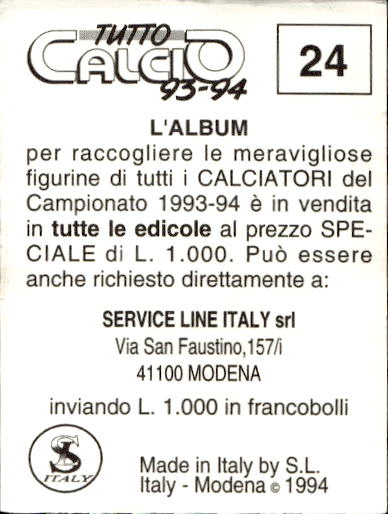 TUTTO
CALCIO
93-94
24
L'ALBUM
per raccogliere le meravigliose
figurine di tutti i CALCIATORI del
Campionato 1993-94 è in vendita
in tutte le edicole al prezzo SPE-
CIALE di L. 1.000. Può essere
anche richiesto direttamente a:
SERVICE LINE ITALY srl
Via San Faustino,157/i
41100 MODENA
inviando L. 1.000 in francobolli
SL
ITALY
Made in Italy by S.L.
Italy - Modena © 1994